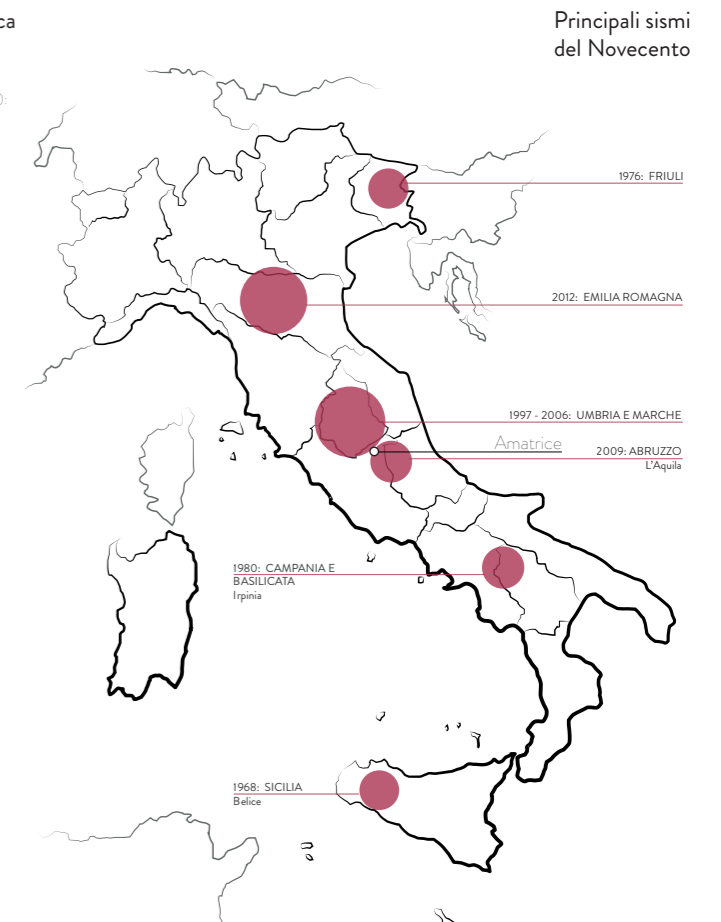 ca
Principali sismi
del Novecento
):
1976: FRIULI
2012: EMILIA ROMAGNA
1997 - 2006: UMBRIA E MARCHE
Amatrice
2009: ABRUZZO
L'Aquila
1980: CAMPANIA E
BASILICATA
Irpinia
1968: SICILIA
Belice